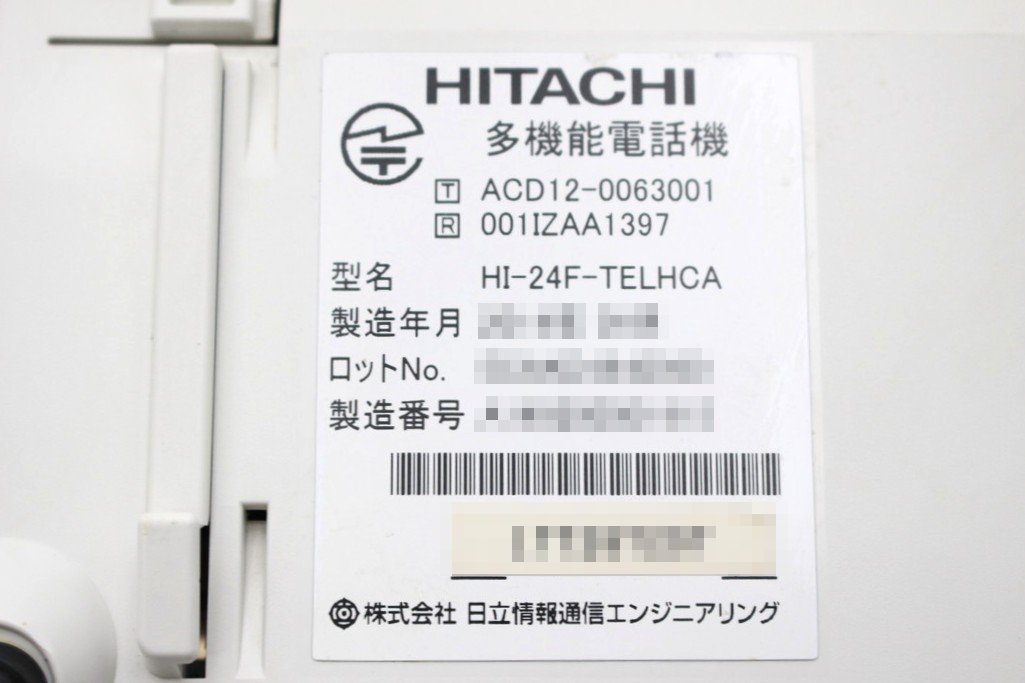 HITACHI
多機能電話機
T ACD12-0063001
R 001IZAA1397
型名 HI-24F-TELHCA
製造年月
ロットNo.
製造番号
株式会社 日立情報通信エンジニアリング